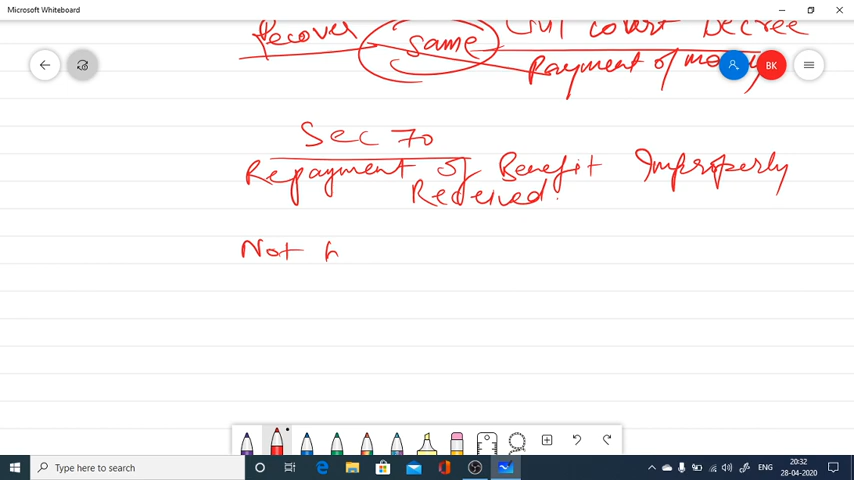 Microsoft Whiteboard
Recover same Civil Court Decree
Payment of money
BK
Sec 70
Repayment of Benefit Improperly
Received.
Not h
Type here to search
ENG
20:32
28-04-2020